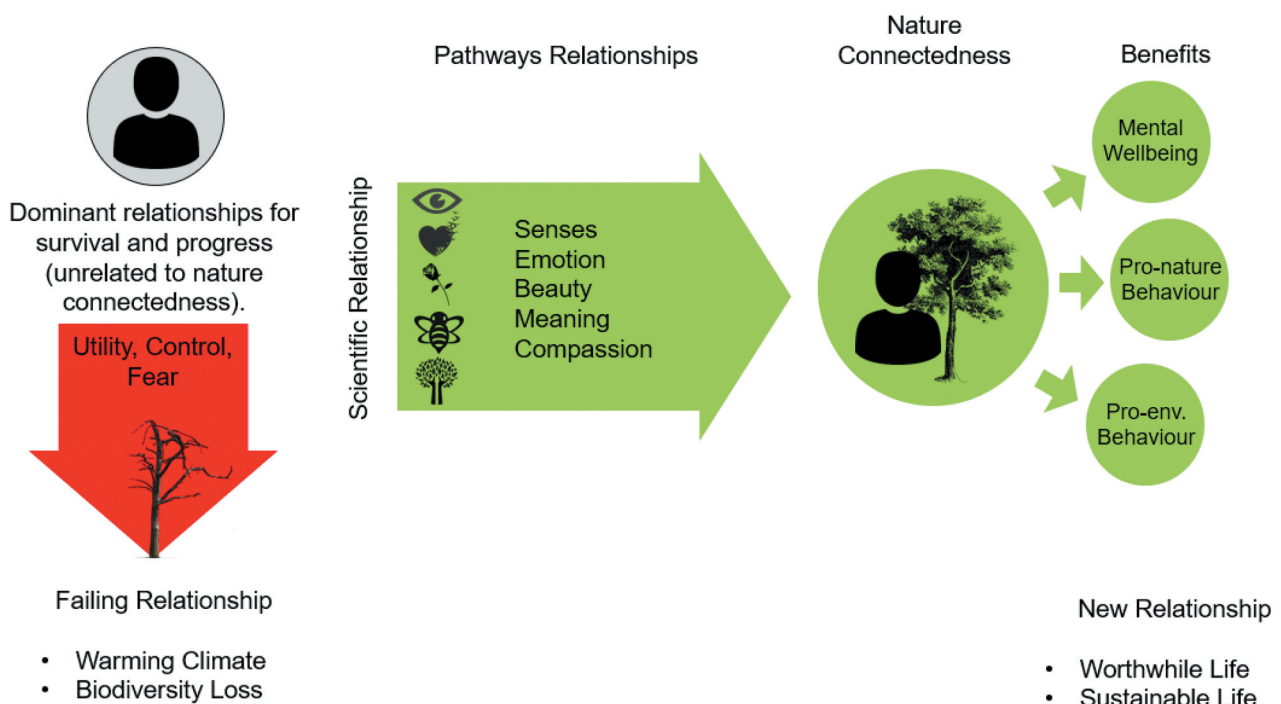 Dominant relationships for
survival and progress
(unrelated to nature
connectedness).
Utility, Control,
Fear
Failing Relationship
• Warming Climate
• Biodiversity Loss
Scientific Relationship
Pathways Relationships
Senses
Emotion
Beauty
Meaning
Compassion
Nature
Connectedness
Benefits
Mental
Wellbeing
Pro-nature
Behaviour
Pro-env.
Behaviour
New Relationship
• Worthwhile Life
• Sustainable Life